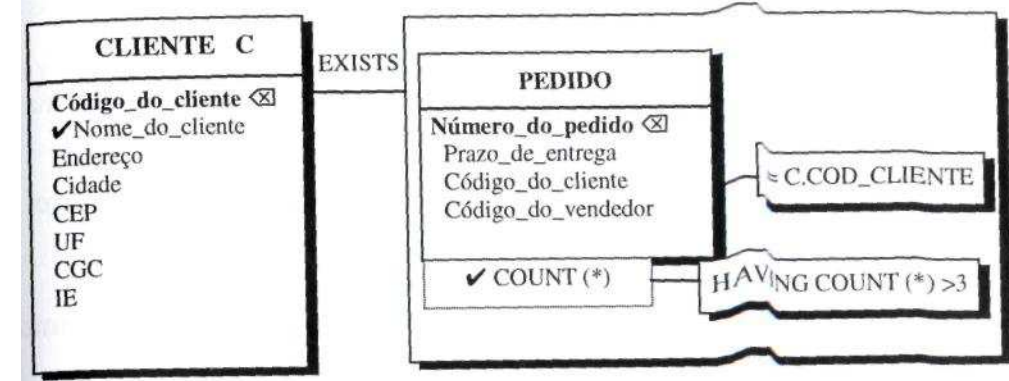 CLIENTE C
Código_do_cliente ⌫
✔Nome_do_cliente
Endereço
Cidade
CEP
UF
CGC
IE
EXISTS
PEDIDO
Número_do_pedido ⌫
Prazo_de_entrega
Código_do_cliente
Código_do_vendedor
= C.COD_CLIENTE
✔ COUNT (*)
HAVING COUNT (*) >3